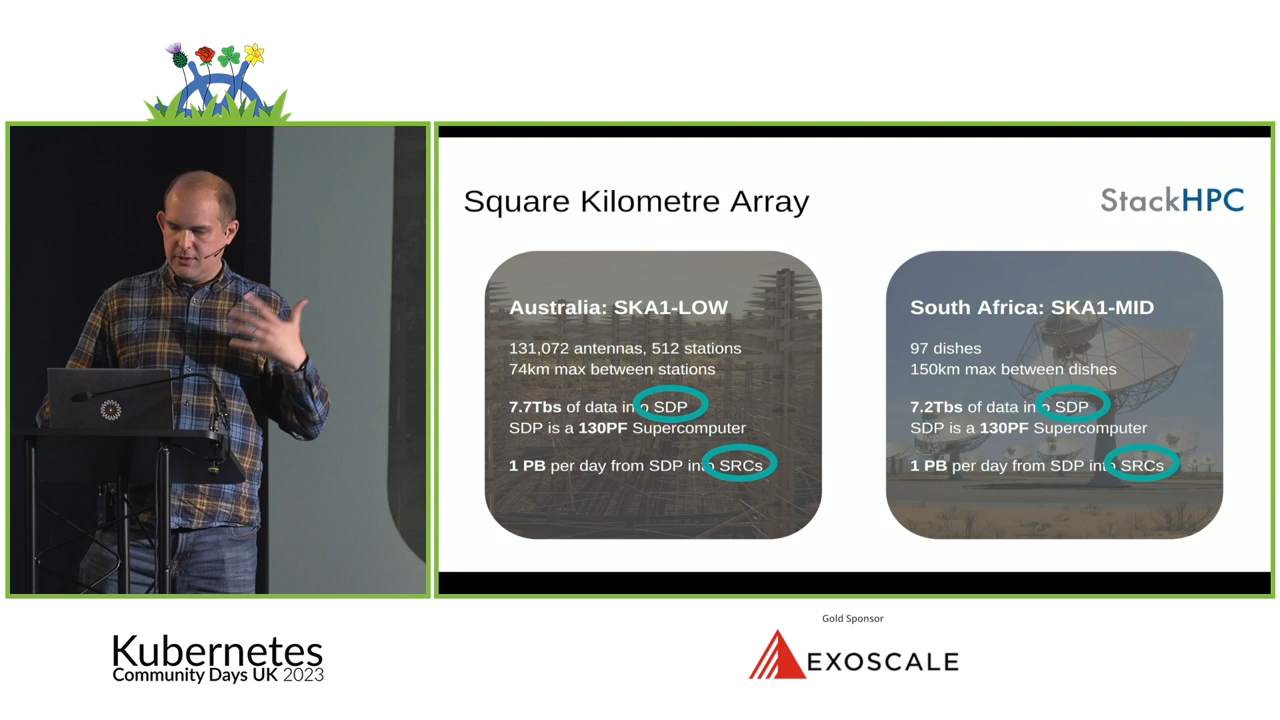 Square Kilometre Array
StackHPC
Australia: SKA1-LOW
131,072 antennas, 512 stations
74km max between stations
7.7Tbs of data into SDP
SDP is a 130PF Supercomputer
1 PB per day from SDP into SRCs
South Africa: SKA1-MID
97 dishes
150km max between dishes
7.2Tbs of data into SDP
SDP is a 130PF Supercomputer
1 PB per day from SDP into SRCs
Kubernetes
Community Days UK 2023
Gold Sponsor
EXOSCALE